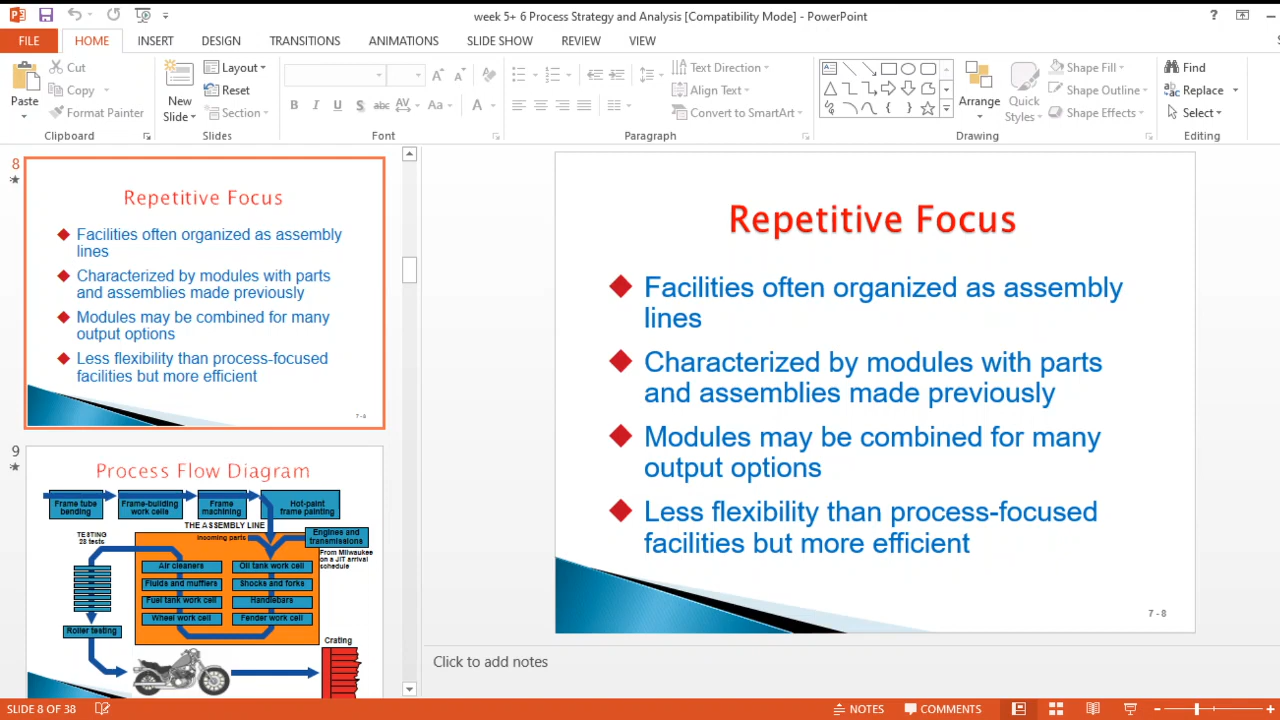 week 5+ 6 Process Strategy and Analysis [Compatibility Mode] - PowerPoint
?
FILE HOME INSERT DESIGN TRANSITIONS ANIMATIONS SLIDE SHOW REVIEW VIEW
Paste
Cut
Copy
Format Painter
Clipboard
New
Slide
Layout
Reset
Section
Slides
B I U S abc AV Aa A
Font
Text Direction
Align Text
Convert to SmartArt
Paragraph
Arrange
Quick
Styles
Shape Fill
Shape Outline
Shape Effects
Drawing
Find
Replace
Select
Editing
8
Repetitive Focus
Facilities often organized as assembly
lines
Characterized by modules with parts
and assemblies made previously
Modules may be combined for many
output options
Less flexibility than process-focused
facilities but more efficient
7 - 6
9
Process Flow Diagram
Frame tube
bending
Frame-building
work cells
Frame
machining
Hot-paint
frame painting
THE ASSEMBLY LINE
TESTING
28 tests
Incoming parts
Engines and
transmissions
From Milwaukee
on a JIT arrival
schedule
Air cleaners
Oil tank work cell
Fluids and mufflers
Shocks and forks
Fuel tank work cell
Handlebars
Wheel work cell
Fender work cell
Roller testing
Crating
Repetitive Focus
Facilities often organized as assembly
lines
Characterized by modules with parts
and assemblies made previously
Modules may be combined for many
output options
Less flexibility than process-focused
facilities but more efficient
7 - 8
Click to add notes
SLIDE 8 OF 38
NOTES
COMMENTS